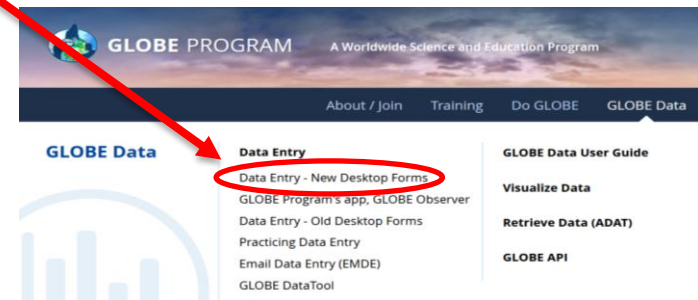 GLOBE PROGRAM
A Worldwide Science and Education Program
About / Join Training Do GLOBE GLOBE Data
GLOBE Data
Data Entry
Data Entry - New Desktop Forms
GLOBE Program's app, GLOBE Observer
Data Entry - Old Desktop Forms
Practicing Data Entry
Email Data Entry (EMDE)
GLOBE DataTool
GLOBE Data User Guide
Visualize Data
Retrieve Data (ADAT)
GLOBE API